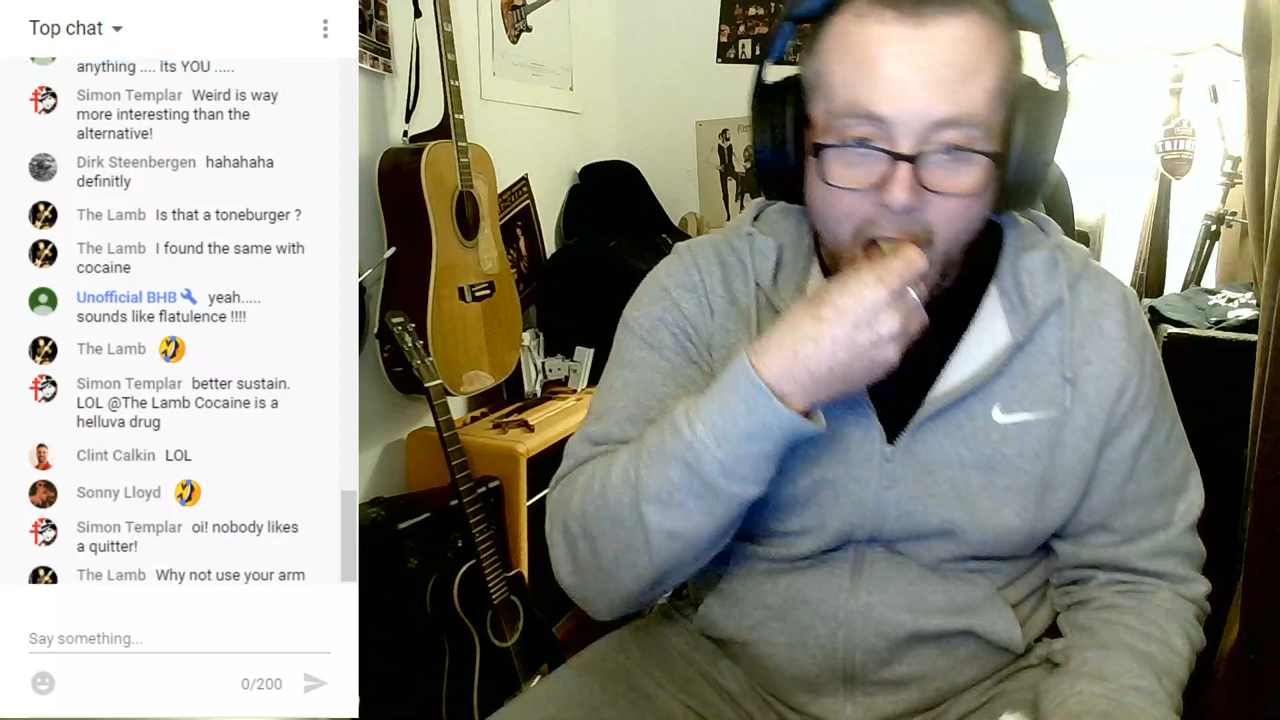 Top chat
anything .... Its YOU .....
Simon Templar Weird is way
more interesting than the
alternative!
Dirk Steenbergen hahahaha
definitly
The Lamb Is that a toneburger ?
The Lamb I found the same with
cocaine
Unofficial BHB yeah.....
sounds like flatulence !!!!
The Lamb
Simon Templar better sustain.
LOL @The Lamb Cocaine is a
helluva drug
Clint Calkin LOL
Sonny Lloyd
Simon Templar oi! nobody likes
a quitter!
The Lamb Why not use your arm
Say something...
0/200
TRIBUTE